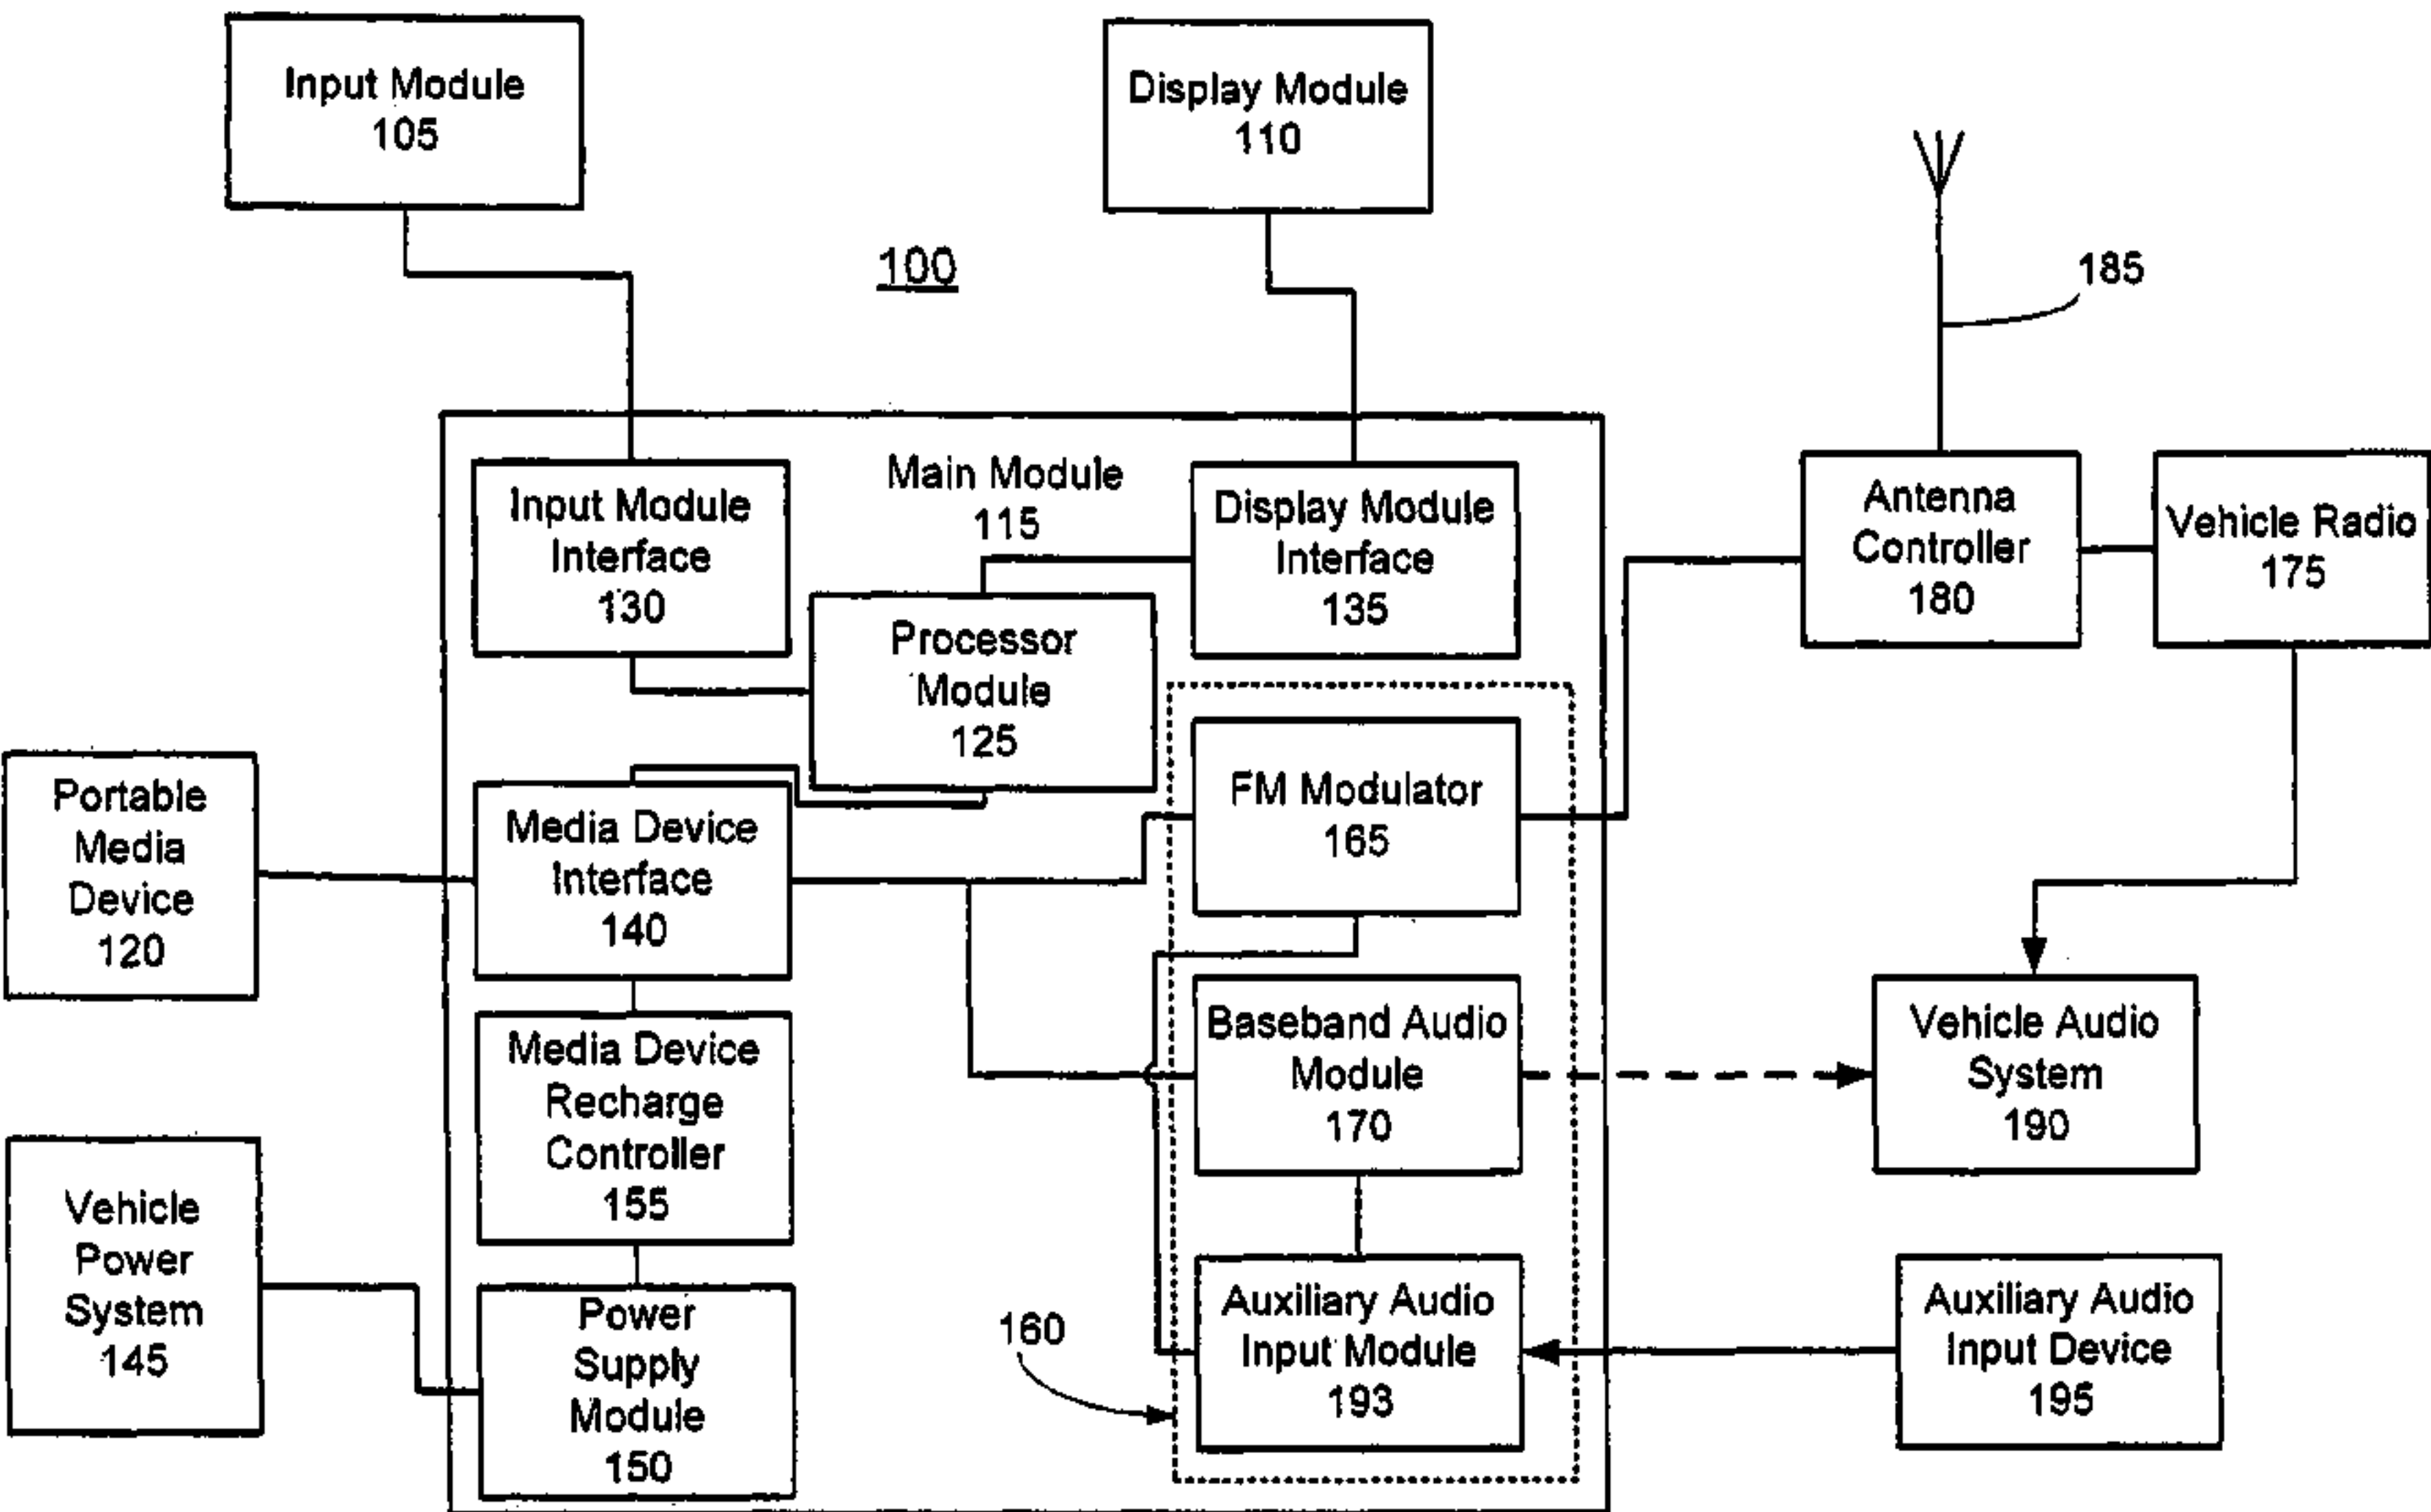 Input Module
105
Display Module
110
100
185
Main Module
115
Input Module
Interface
130
Display Module
Interface
135
Antenna
Controller
180
Vehicle Radio
175
Processor
Module
125
Portable
Media
Device
120
Media Device
Interface
140
FM Modulator
165
Media Device
Recharge
Controller
155
Baseband Audio
Module
170
Vehicle Audio
System
190
Vehicle
Power
System
145
Power
Supply
Module
150
160
Auxiliary Audio
Input Module
193
Auxiliary Audio
Input Device
195